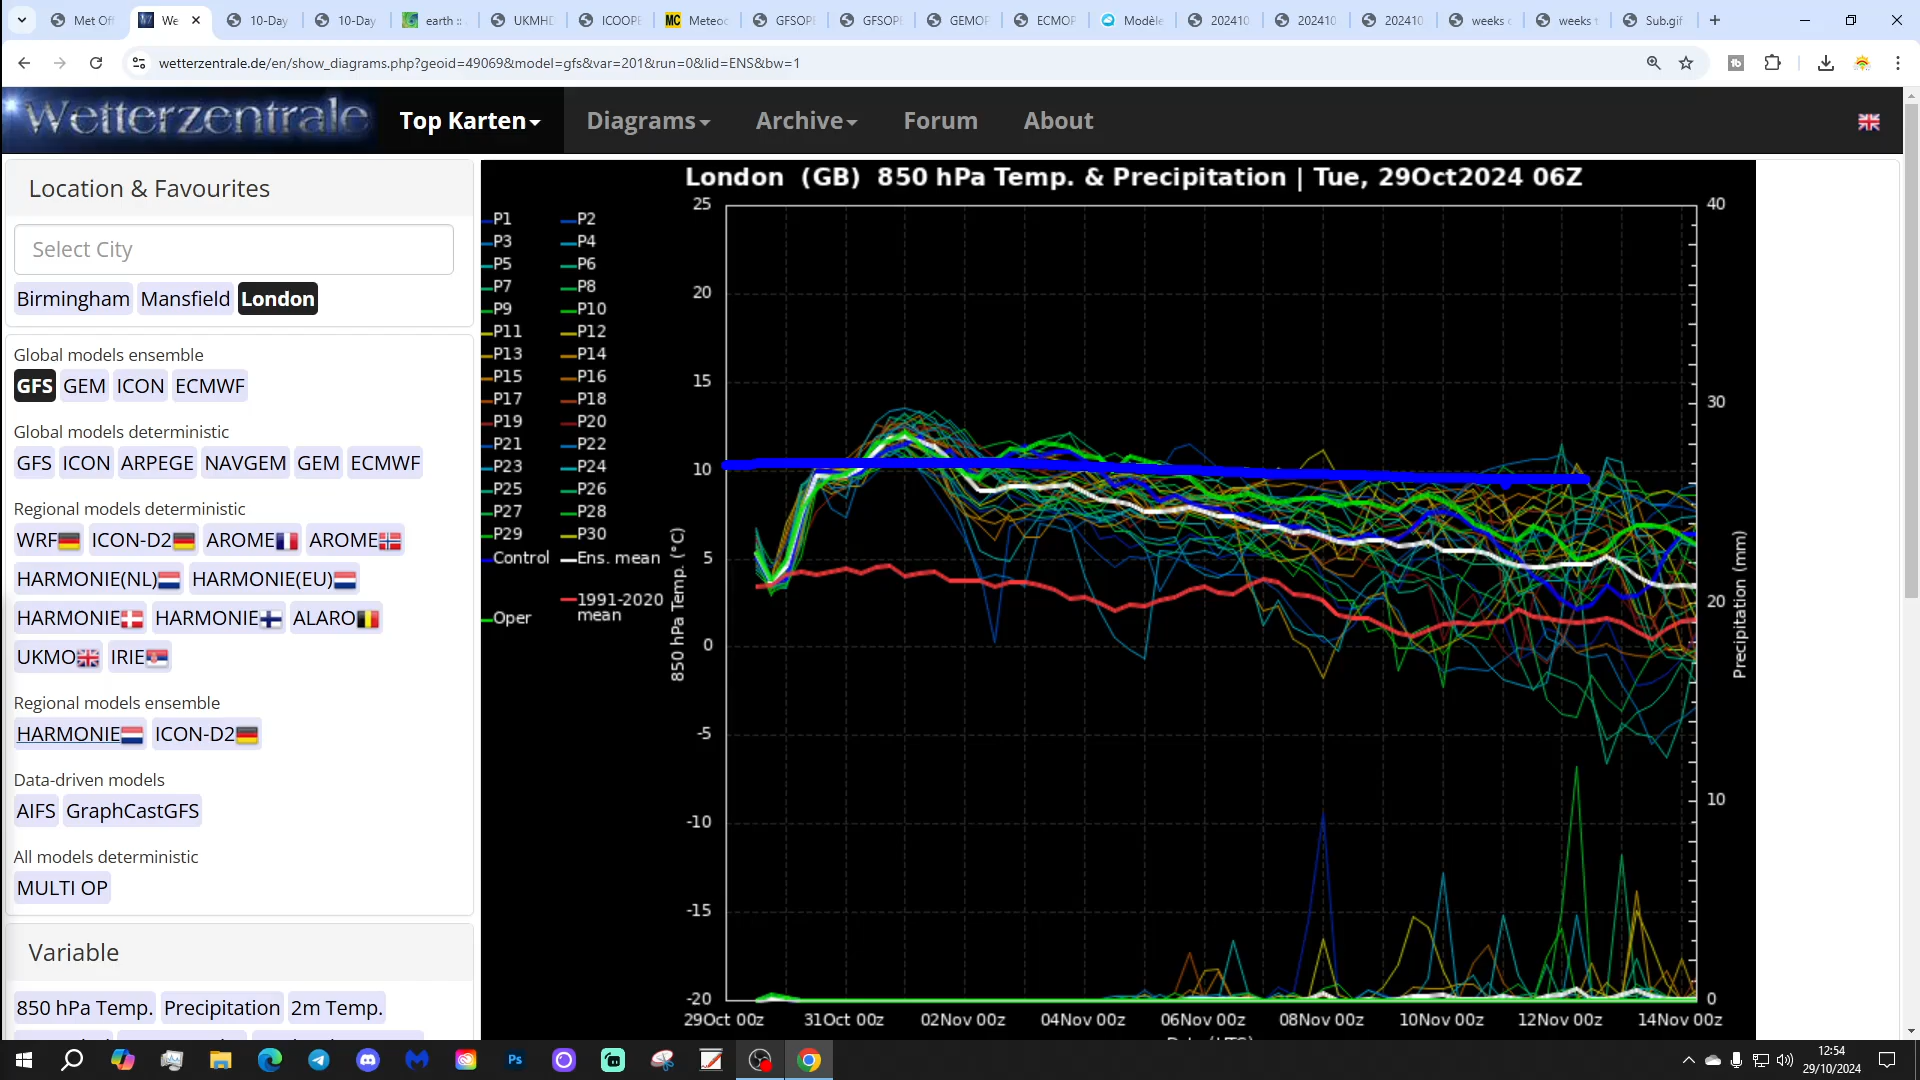 Met Of
We
10-Day
10-Day
earth ::
UKMHD
ICOOPE
MC Meteoc
GFSOPE
GFSOPE
GEMOP
ECMOP
Modèle
202410
202410
202410
weeks
weeks
Sub.gif
wetterzentrale.de/en/show_diagrams.php?geoid=49069&model=gfs&var=201&run=0&lid=ENS&bw=1
Wetterzentrale
Top Karten
Diagrams
Archive
Forum
About
Location & Favourites
Select City
Birmingham Mansfield London
Global models ensemble
GFS GEM ICON ECMWF
Global models deterministic
GFS ICON ARPEGE NAVGEM GEM ECMWF
Regional models deterministic
WRF ICON-D2 AROME AROME
HARMONIE(NL) HARMONIE(EU)
HARMONIE HARMONIE ALARO
UKMO IRIE
Regional models ensemble
HARMONIE ICON-D2
Data-driven models
AIFS GraphCastGFS
All models deterministic
MULTI OP
Variable
850 hPa Temp. Precipitation 2m Temp.
London (GB) 850 hPa Temp. & Precipitation | Tue, 29Oct2024 06Z
P1 P2
P3 P4
P5 P6
P7 P8
P9 P10
P11 P12
P13 P14
P15 P16
P17 P18
P19 P20
P21 P22
P23 P24
P25 P26
P27 P28
P29 P30
Control Ens. mean
1991-2020
mean
Oper
850 hPa Temp. (°C)
25
20
15
10
5
0
-5
-10
-15
-20
40
30
20
10
0
Precipitation (mm)
29Oct 00z 31Oct 00z 02Nov 00z 04Nov 00z 06Nov 00z 08Nov 00z 10Nov 00z 12Nov 00z 14Nov 00z
Ps
12:54
29/10/2024